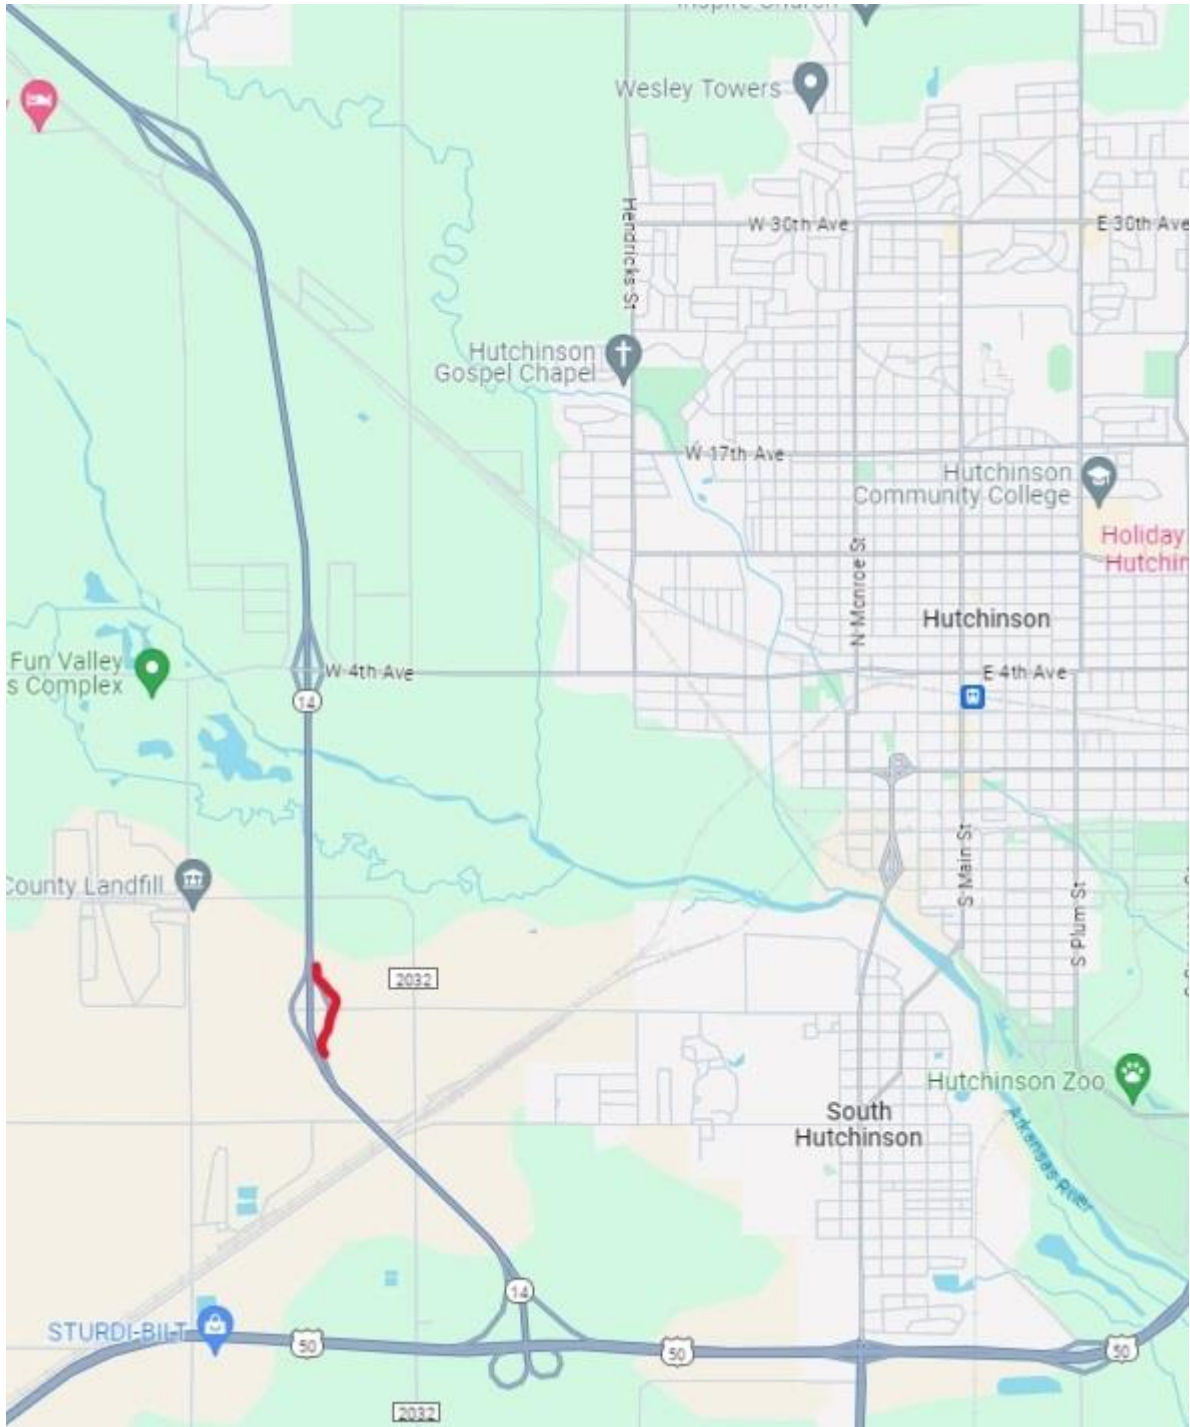 Inspire Church
Wesley Towers
W 30th Ave
E 30th Ave
Hendricks St
Hutchinson
Gospel Chapel
W 17th Ave
Hutchinson
Community College
Holiday
Hutchin
N Monroe St
Hutchinson
Fun Valley
s Complex
W 4th Ave
E 4th Ave
14
S Main St
County Landfill
S Plum St
2032
Hutchinson Zoo
South
Hutchinson
Arkansas River
14
STURDI-BILT
50
50
50
2032